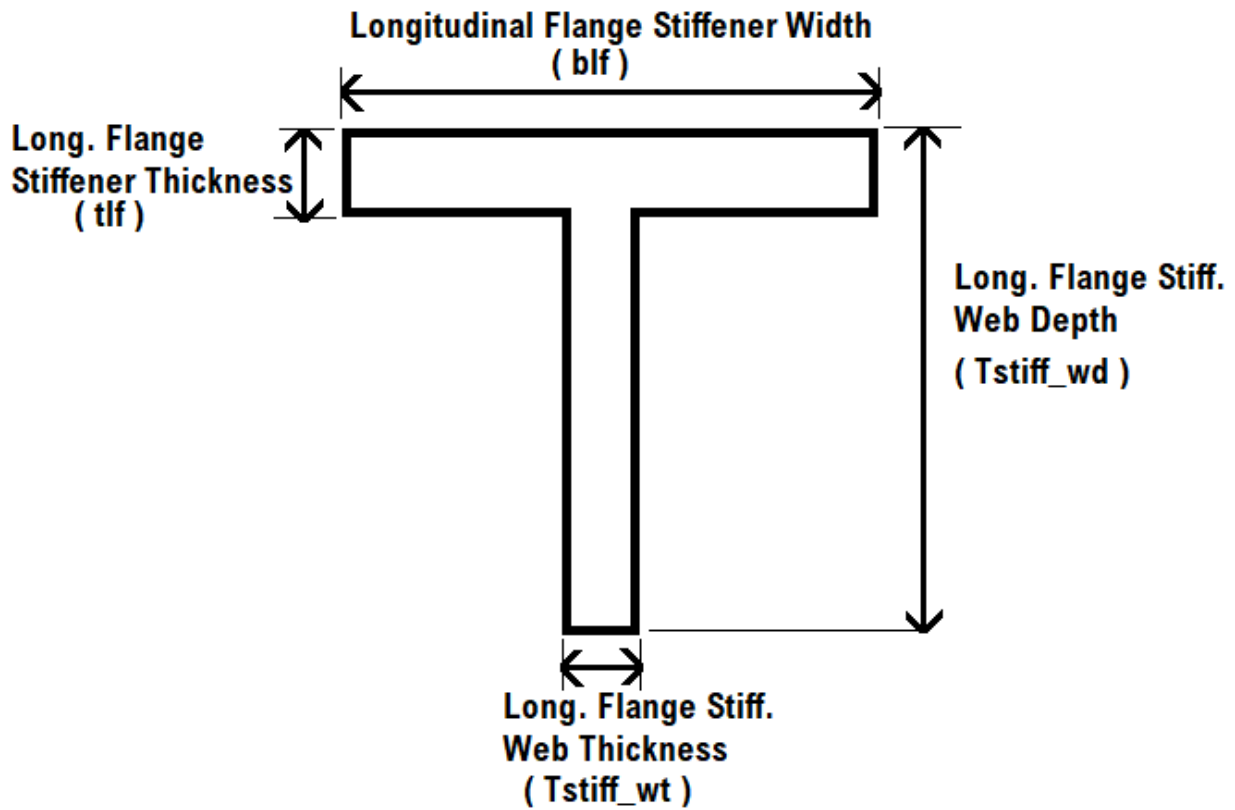 Longitudinal Flange Stiffener Width
( blf )
Long. Flange
Stiffener Thickness
( tlf )
Long. Flange Stiff.
Web Depth
( Tstiff_wd )
Long. Flange Stiff.
Web Thickness
( Tstiff_wt )